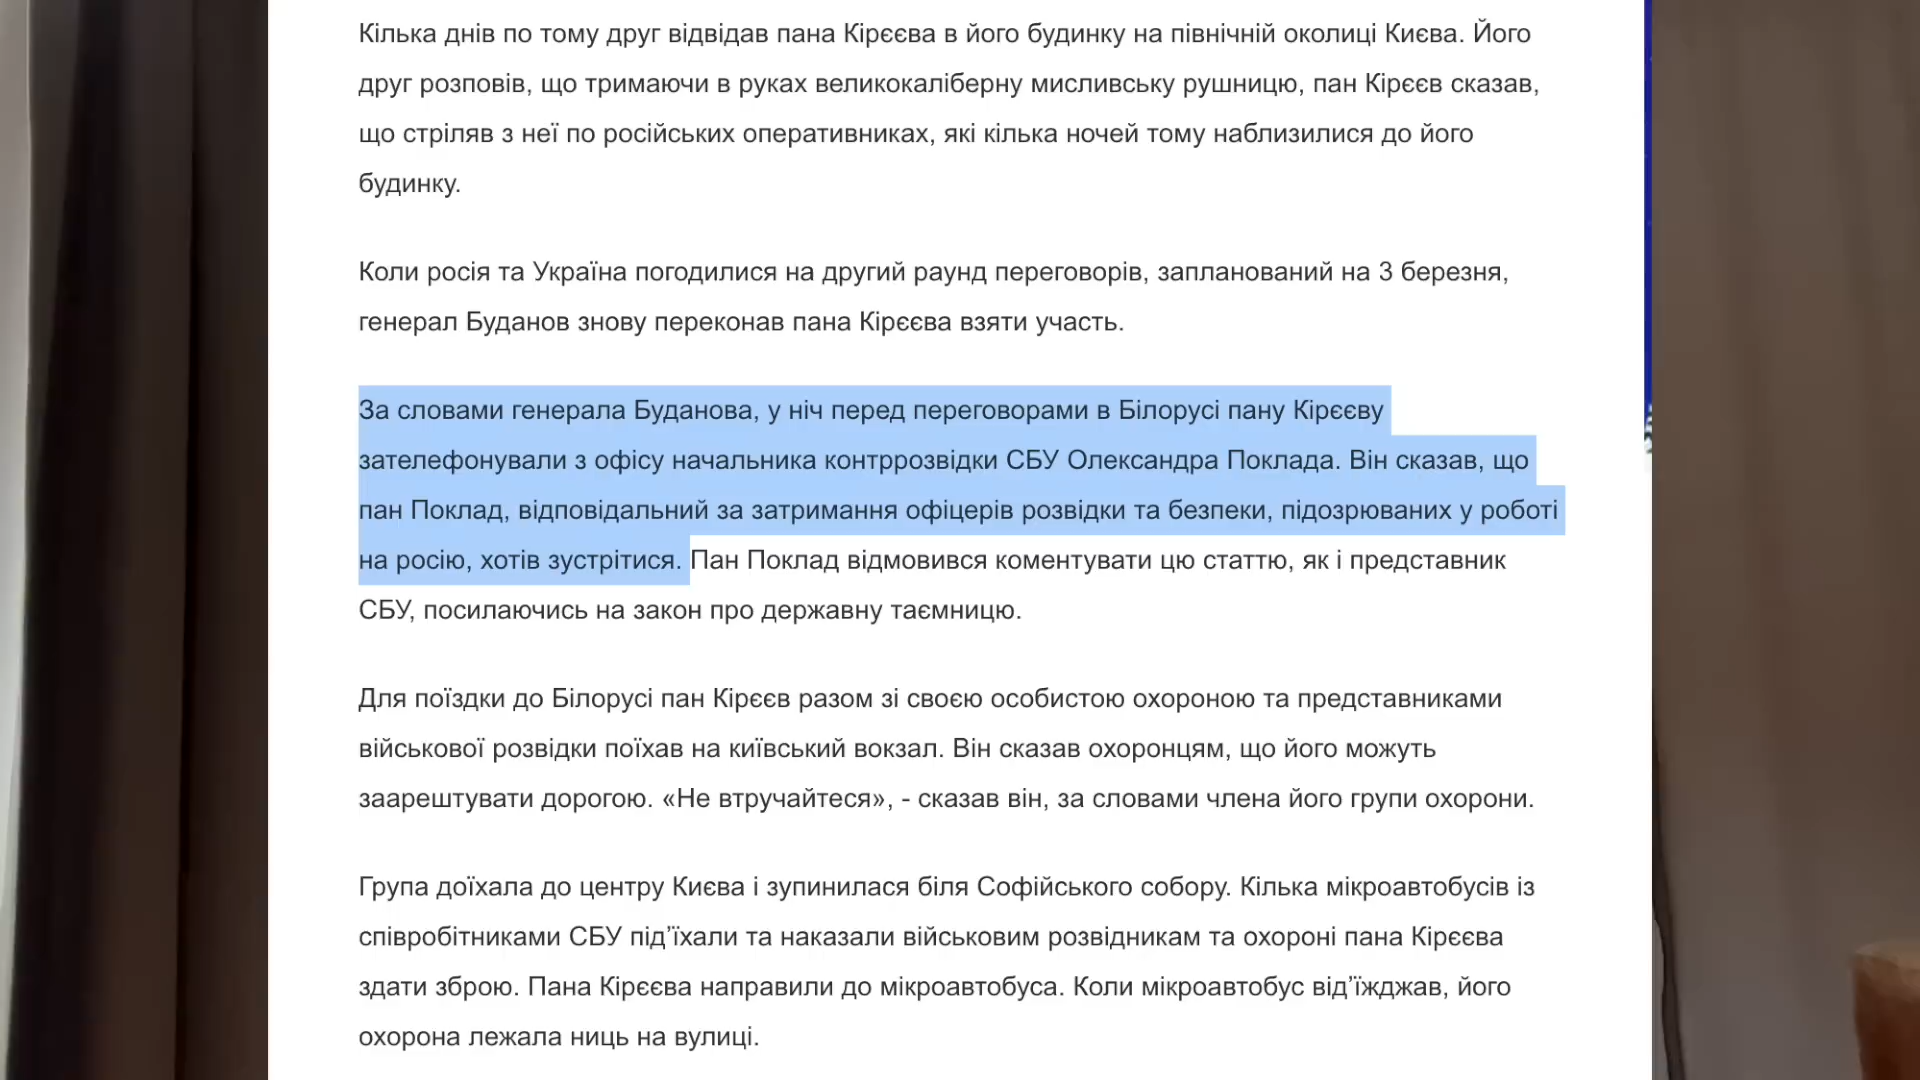 Кілька днів по тому друг відвідав пана Кірєєва в його будинку на північній околиці Києва. Його
друг розповів, що тримаючи в руках великокаліберну мисливську рушницю, пан Кірєєв сказав,
що стріляв з неї по російських оперативниках, які кілька ночей тому наблизилися до його
будинку.
Коли росія та Україна погодилися на другий раунд переговорів, запланований на 3 березня,
генерал Буданов знову переконав пана Кірєєва взяти участь.
За словами генерала Буданова, у ніч перед переговорами в Білорусі пану Кірєєву
зателефонували з офісу начальника контррозвідки СБУ Олександра Поклада. Він сказав, що
пан Поклад, відповідальний за затримання офіцерів розвідки та безпеки, підозрюваних у роботі
на росію, хотів зустрітися. Пан Поклад відмовився коментувати цю статтю, як і представник
СБУ, посилаючись на закон про державну таємницю.
Для поїздки до Білорусі пан Кірєєв разом зі своєю особистою охороною та представниками
військової розвідки поїхав на київський вокзал. Він сказав охоронцям, що його можуть
заарештувати дорогою. «Не втручайтеся», - сказав він, за словами члена його групи охорони.
Група доїхала до центру Києва і зупинилася біля Софійського собору. Кілька мікроавтобусів із
співробітниками СБУ під’їхали та наказали військовим розвідникам та охороні пана Кірєєва
здати зброю. Пана Кірєєва направили до мікроавтобуса. Коли мікроавтобус від’їжджав, його
охорона лежала ниць на вулиці.